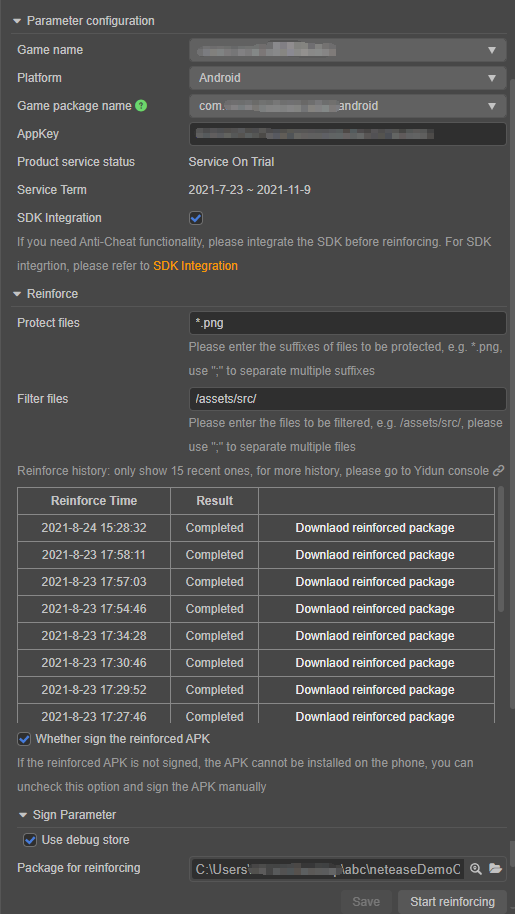 Parameter configuration
Game name
Platform Android
Game package name ? com. android
AppKey
Product service status Service On Trial
Service Term 2021-7-23 ~ 2021-11-9
SDK Integration
If you need Anti-Cheat functionality, please integrate the SDK before reinforcing. For SDK
integrtion, please refer to SDK Integration
Reinforce
Protect files *.png
Please enter the suffixes of files to be protected, e.g. *.png,
use ";" to separate multiple suffixes
Filter files /assets/src/
Please enter the files to be filtered, e.g. /assets/src/, please
use ";" to separate multiple files
Reinforce history: only show 15 recent ones, for more history, please go to Yidun console
Reinforce Time Result
2021-8-24 15:28:32 Completed Downlaod reinforced package
2021-8-23 17:58:11 Completed Downlaod reinforced package
2021-8-23 17:57:03 Completed Downlaod reinforced package
2021-8-23 17:54:46 Completed Downlaod reinforced package
2021-8-23 17:34:28 Completed Downlaod reinforced package
2021-8-23 17:30:46 Completed Downlaod reinforced package
2021-8-23 17:29:52 Completed Downlaod reinforced package
2021-8-23 17:27:46 Completed Downlaod reinforced package
Whether sign the reinforced APK
If the reinforced APK is not signed, the APK cannot be installed on the phone, you can
uncheck this option and sign the APK manually
Sign Parameter
Use debug store
Package for reinforcing C:\Users\ \abc\neteaseDemoC
Save Start reinforcing